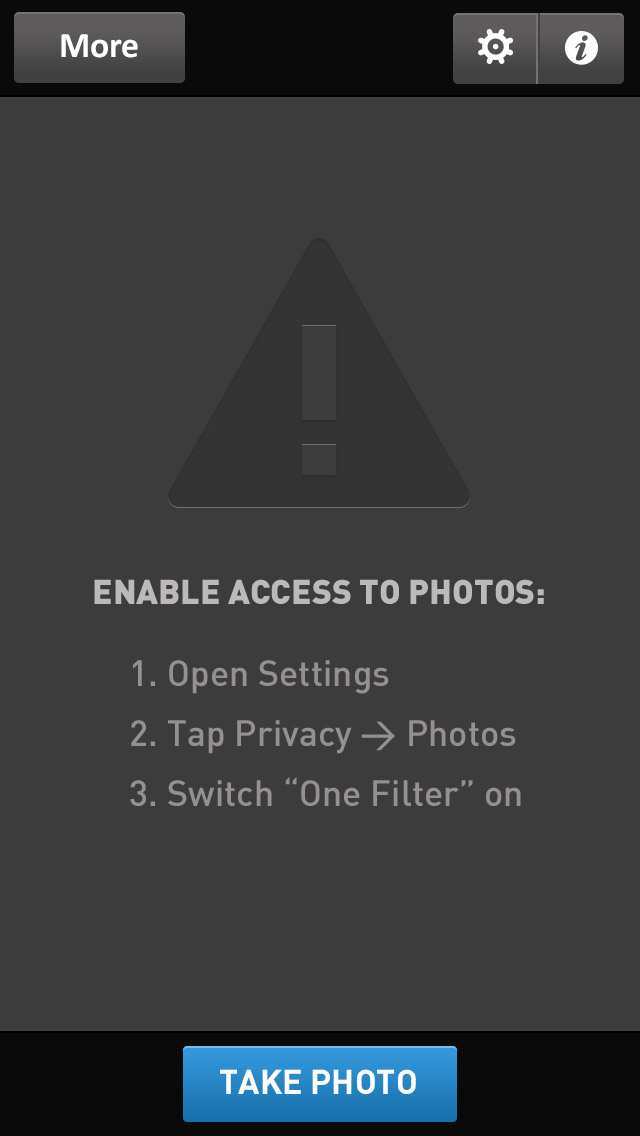 More
ENABLE ACCESS TO PHOTOS:
1. Open Settings
2. Tap Privacy → Photos
3. Switch “One Filter” on
TAKE PHOTO